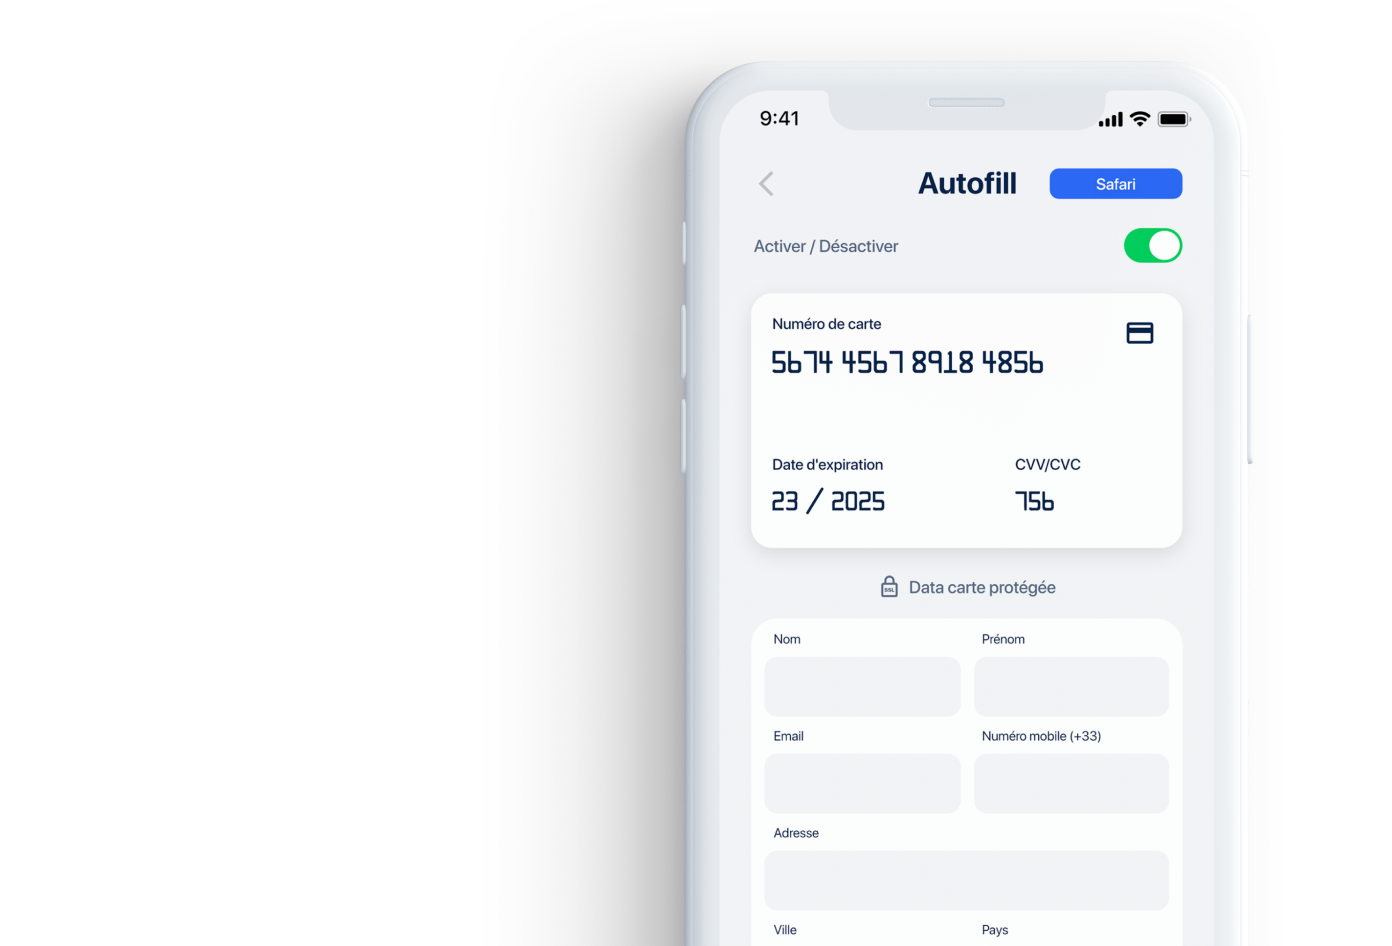 9:41
Autofill
Safari
Activer / Désactiver
Numéro de carte
5674 4567 8918 4856
Date d'expiration
CVV/CVC
23 / 2025
756
SSL
Data carte protégée
Nom
Prénom
Email
Numéro mobile (+33)
Adresse
Ville
Pays